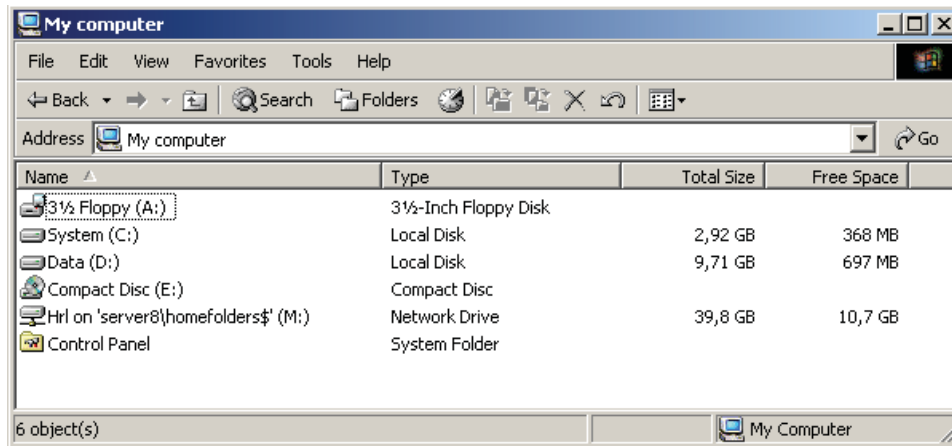 My computer
File Edit View Favorites Tools Help
Back Search Folders
Address My computer Go
Name Type Total Size Free Space
3½ Floppy (A:) 3½-Inch Floppy Disk
System (C:) Local Disk 2,92 GB 368 MB
Data (D:) Local Disk 9,71 GB 697 MB
Compact Disc (E:) Compact Disc
Hrl on 'server8\homefolders$' (M:) Network Drive 39,8 GB 10,7 GB
Control Panel System Folder
6 object(s) My Computer